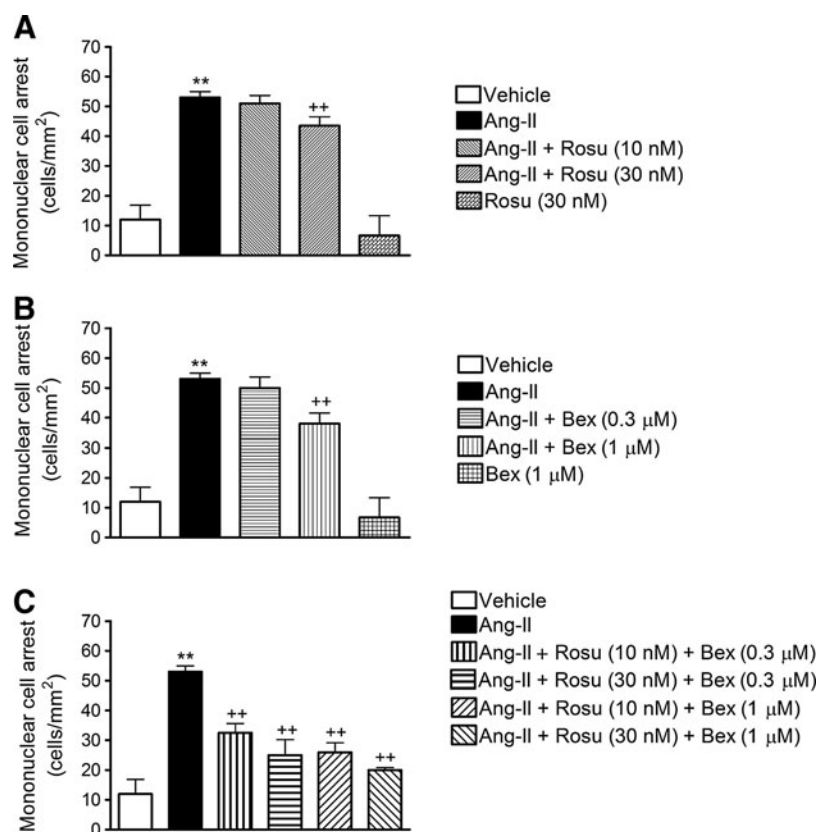 A
Mononuclear cell arrest
(cells/mm²)
70
60
50
40
30
20
10
0
**
++
Vehicle
Ang-II
Ang-II + Rosu (10 nM)
Ang-II + Rosu (30 nM)
Rosu (30 nM)
B
Mononuclear cell arrest
(cells/mm²)
70
60
50
40
30
20
10
0
**
++
Vehicle
Ang-II
Ang-II + Bex (0.3 μM)
Ang-II + Bex (1 μM)
Bex (1 μM)
C
Mononuclear cell arrest
(cells/mm²)
70
60
50
40
30
20
10
0
**
++
++
++
++
Vehicle
Ang-II
Ang-II + Rosu (10 nM) + Bex (0.3 μM)
Ang-II + Rosu (30 nM) + Bex (0.3 μM)
Ang-II + Rosu (10 nM) + Bex (1 μM)
Ang-II + Rosu (30 nM) + Bex (1 μM)